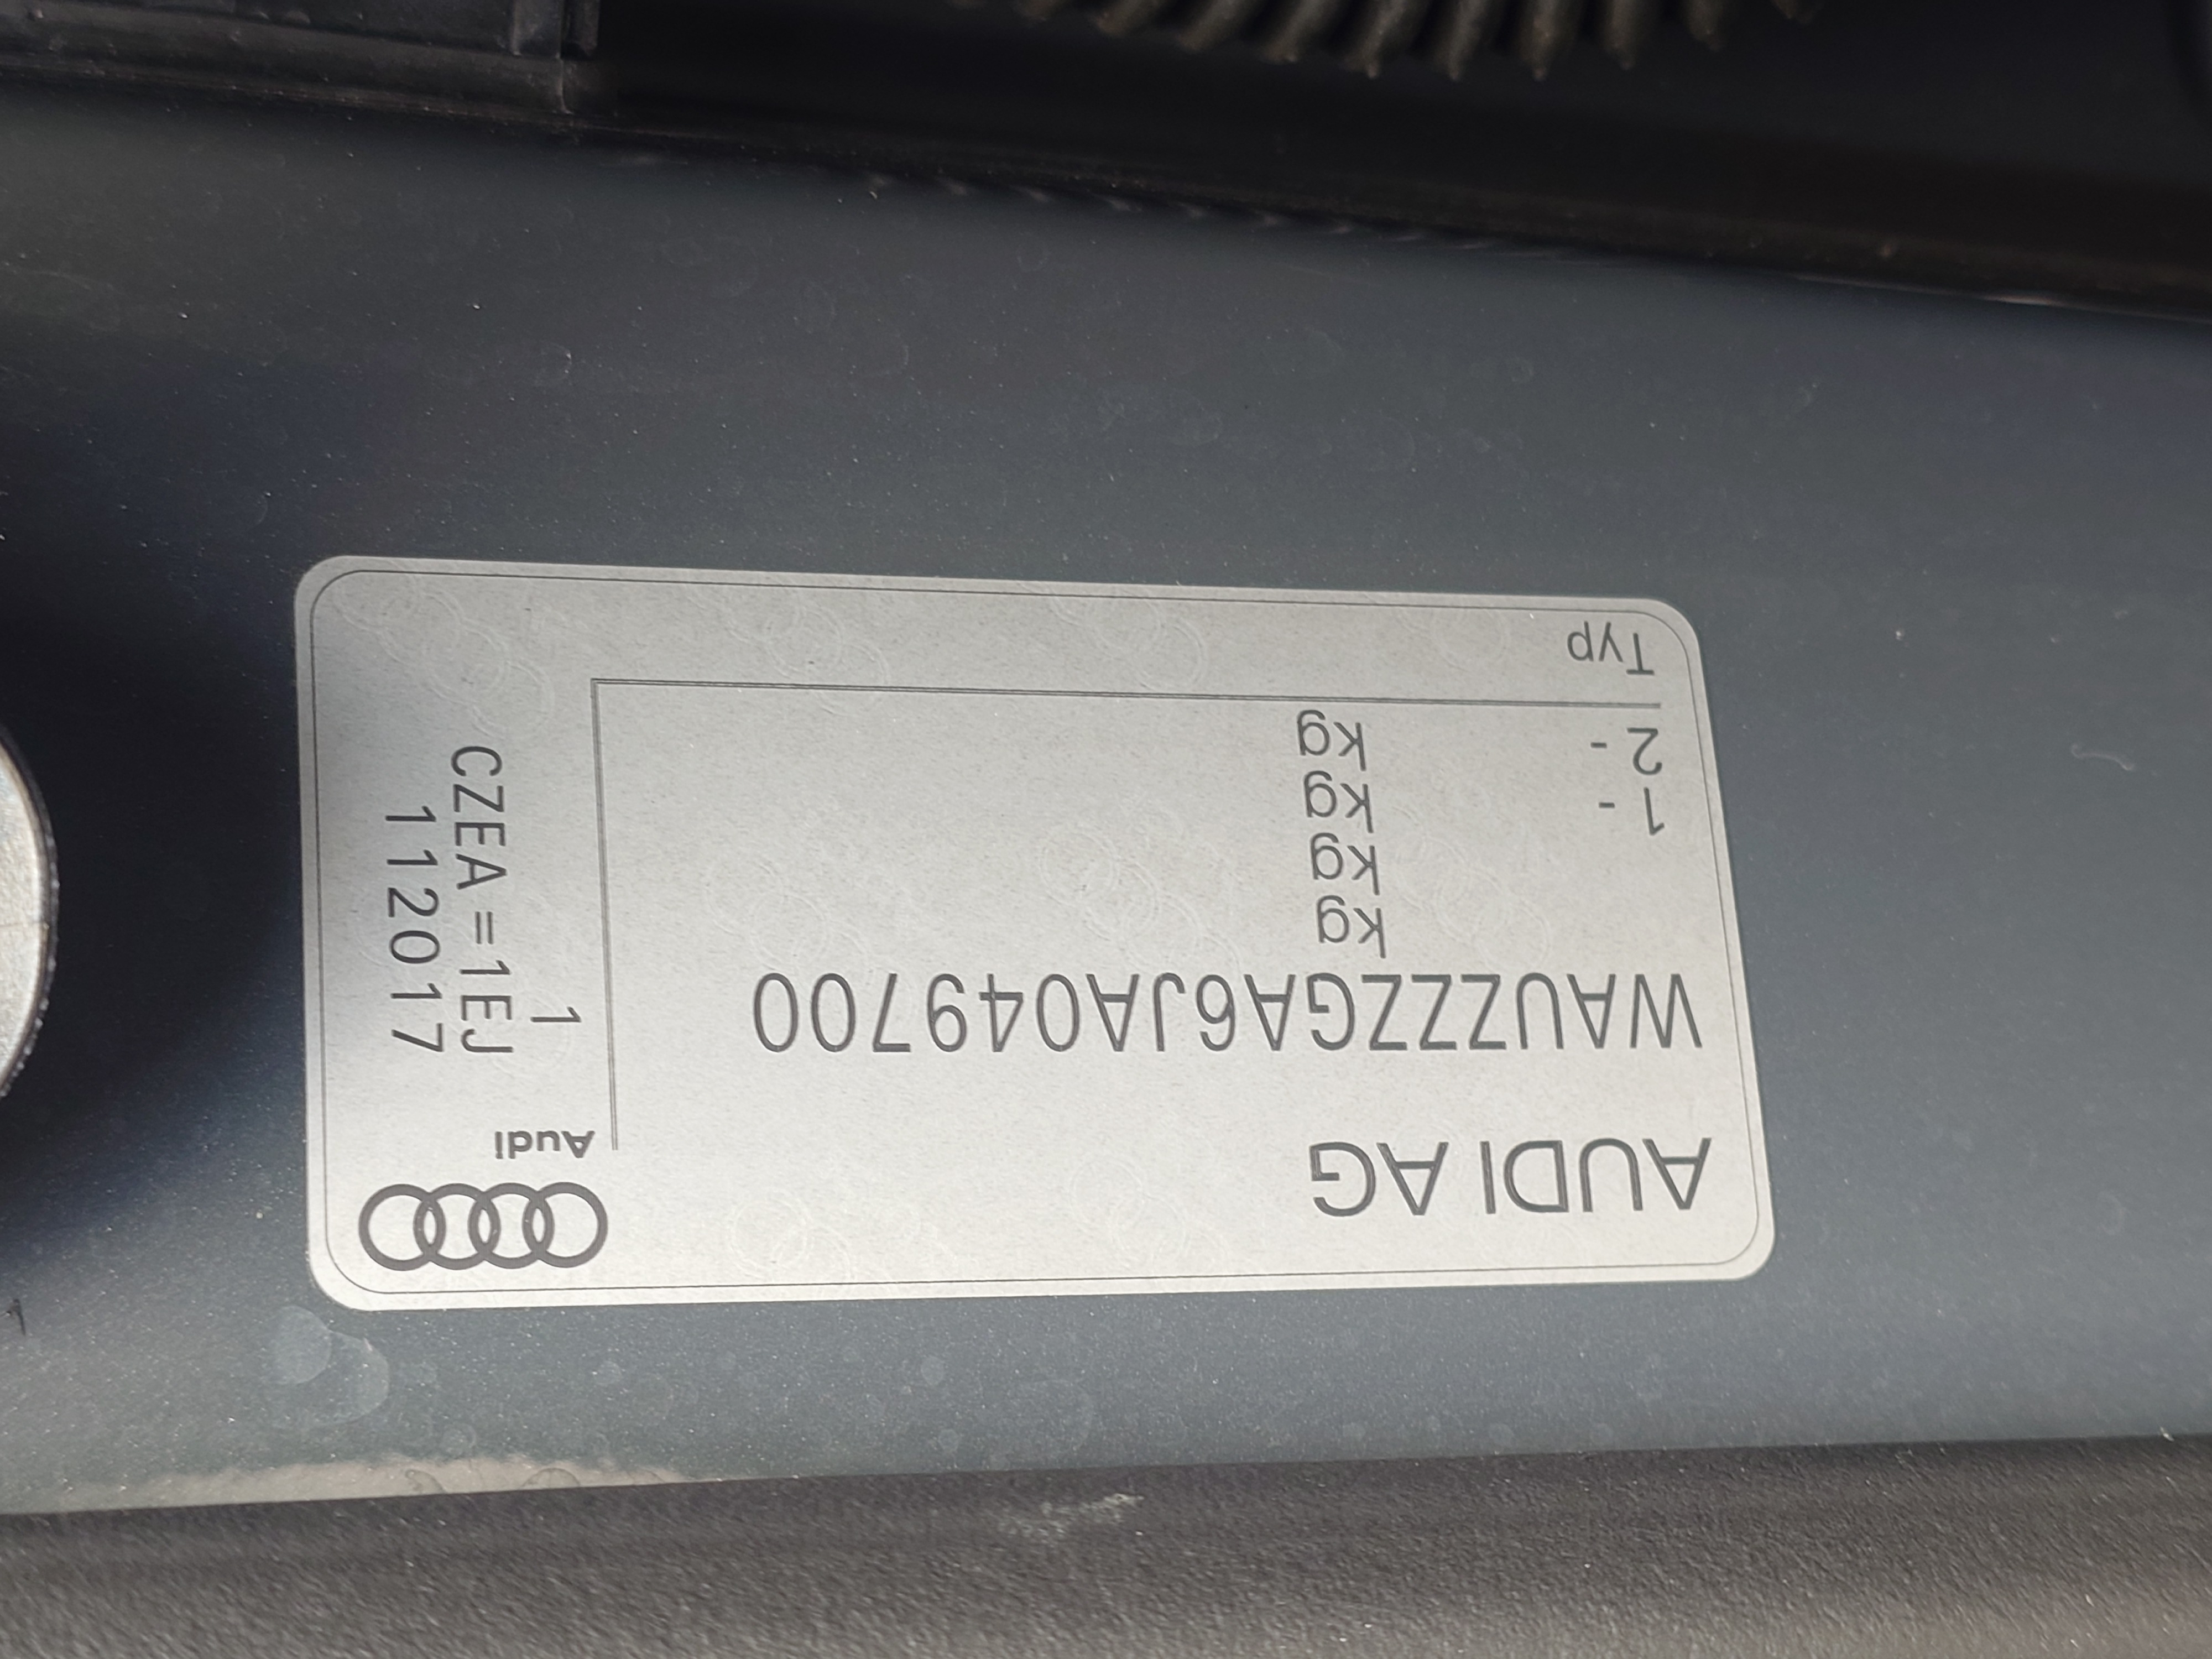 AUDI AG
Audi
WAUZZZGA6JA049700
kg
kg
1 - kg
2 - kg
Typ
1
CZEA =1EJ
112017